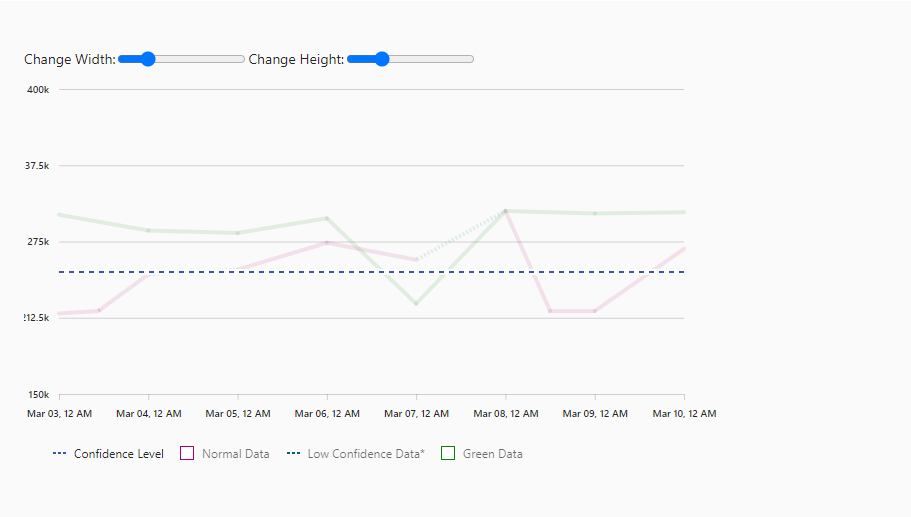 Change Width: Change Height:
400k
37.5k
275k
212.5k
150k
Mar 03, 12 AM Mar 04, 12 AM Mar 05, 12 AM Mar 06, 12 AM Mar 07, 12 AM Mar 08, 12 AM Mar 09, 12 AM Mar 10, 12 AM
Confidence Level Normal Data Low Confidence Data* Green Data